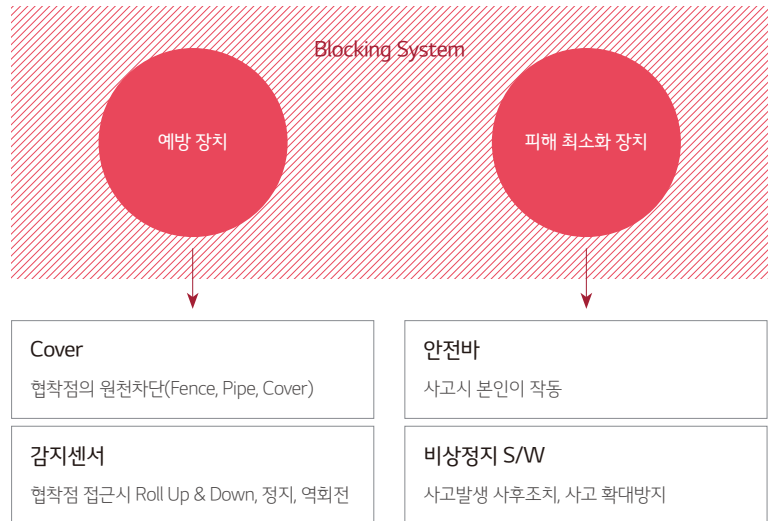 Blocking System
예방 장치
피해 최소화 장치
Cover
협착점의 원천차단(Fence, Pipe, Cover)
감지센서
협착점 접근시 Roll Up & Down, 정지, 역회전
안전바
사고시 본인이 작동
비상정지 S/W
사고발생 사후조치, 사고 확대방지